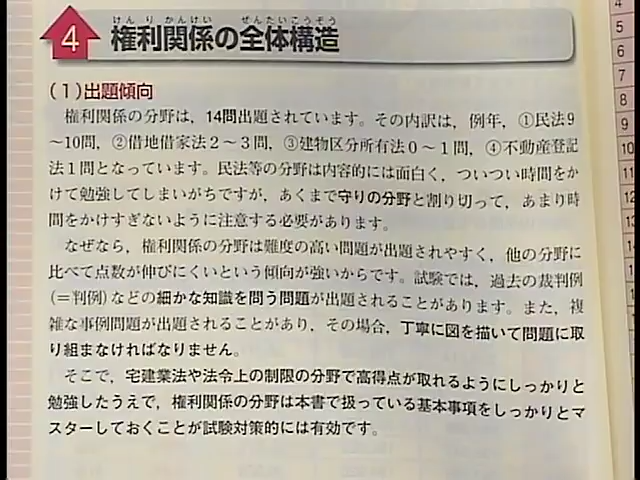 けんりかんけい ぜんたいこうぞう
4 権利関係の全体構造
(1)出題傾向
権利関係の分野は，14問出題されています。その内訳は，例年，①民法9
～10問，②借地借家法2～3問，③建物区分所有法0～1問，④不動産登記
法1問となっています。民法等の分野は内容的には面白く，ついつい時間をか
けて勉強してしまいがちですが，あくまで守りの分野と割り切って，あまり時
間をかけすぎないように注意する必要があります。
なぜなら，権利関係の分野は難度の高い問題が出題されやすく，他の分野に
比べて点数が伸びにくいという傾向が強いからです。試験では，過去の裁判例
(＝判例)などの細かな知識を問う問題が出題されることがあります。また，複
雑な事例問題が出題されることがあり，その場合，丁寧に図を描いて問題に取
り組まなければなりません。
そこで，宅建業法や法令上の制限の分野で高得点が取れるようにしっかりと
勉強したうえで，権利関係の分野は本書で扱っている基本事項をしっかりとマ
スターしておくことが試験対策的には有効です。
4
5
6
7
8
9
10
11
12
13